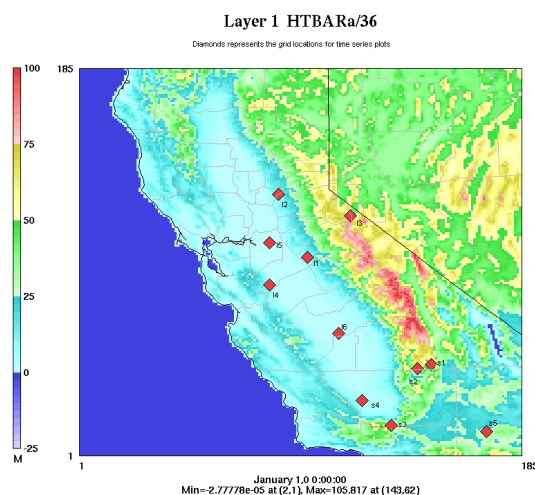 Layer 1 HTBARa/36
Diamonds represents the grid locations for time series plots
100
185
75
l2
l3
50
l5
l1
l4
25
l6
s1
s2
0
s4
s3
s5
-25
1
M
1
185
January 1,0 0:00:00
Min=-2.77778e-05 at (2,1), Max=105.817 at (143,62)